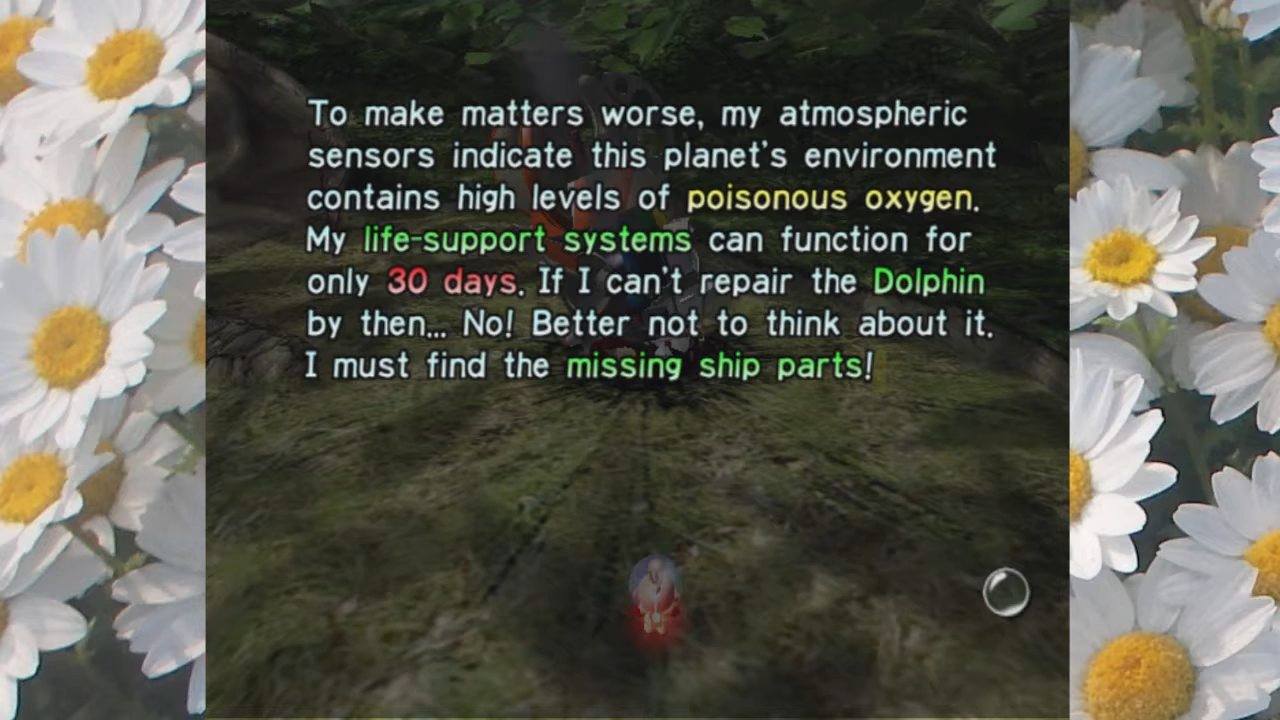 To make matters worse, my atmospheric
sensors indicate this planet's environment
contains high levels of poisonous oxygen.
My life-support systems can function for
only 30 days. If I can't repair the Dolphin
by then... No! Better not to think about it.
I must find the missing ship parts!